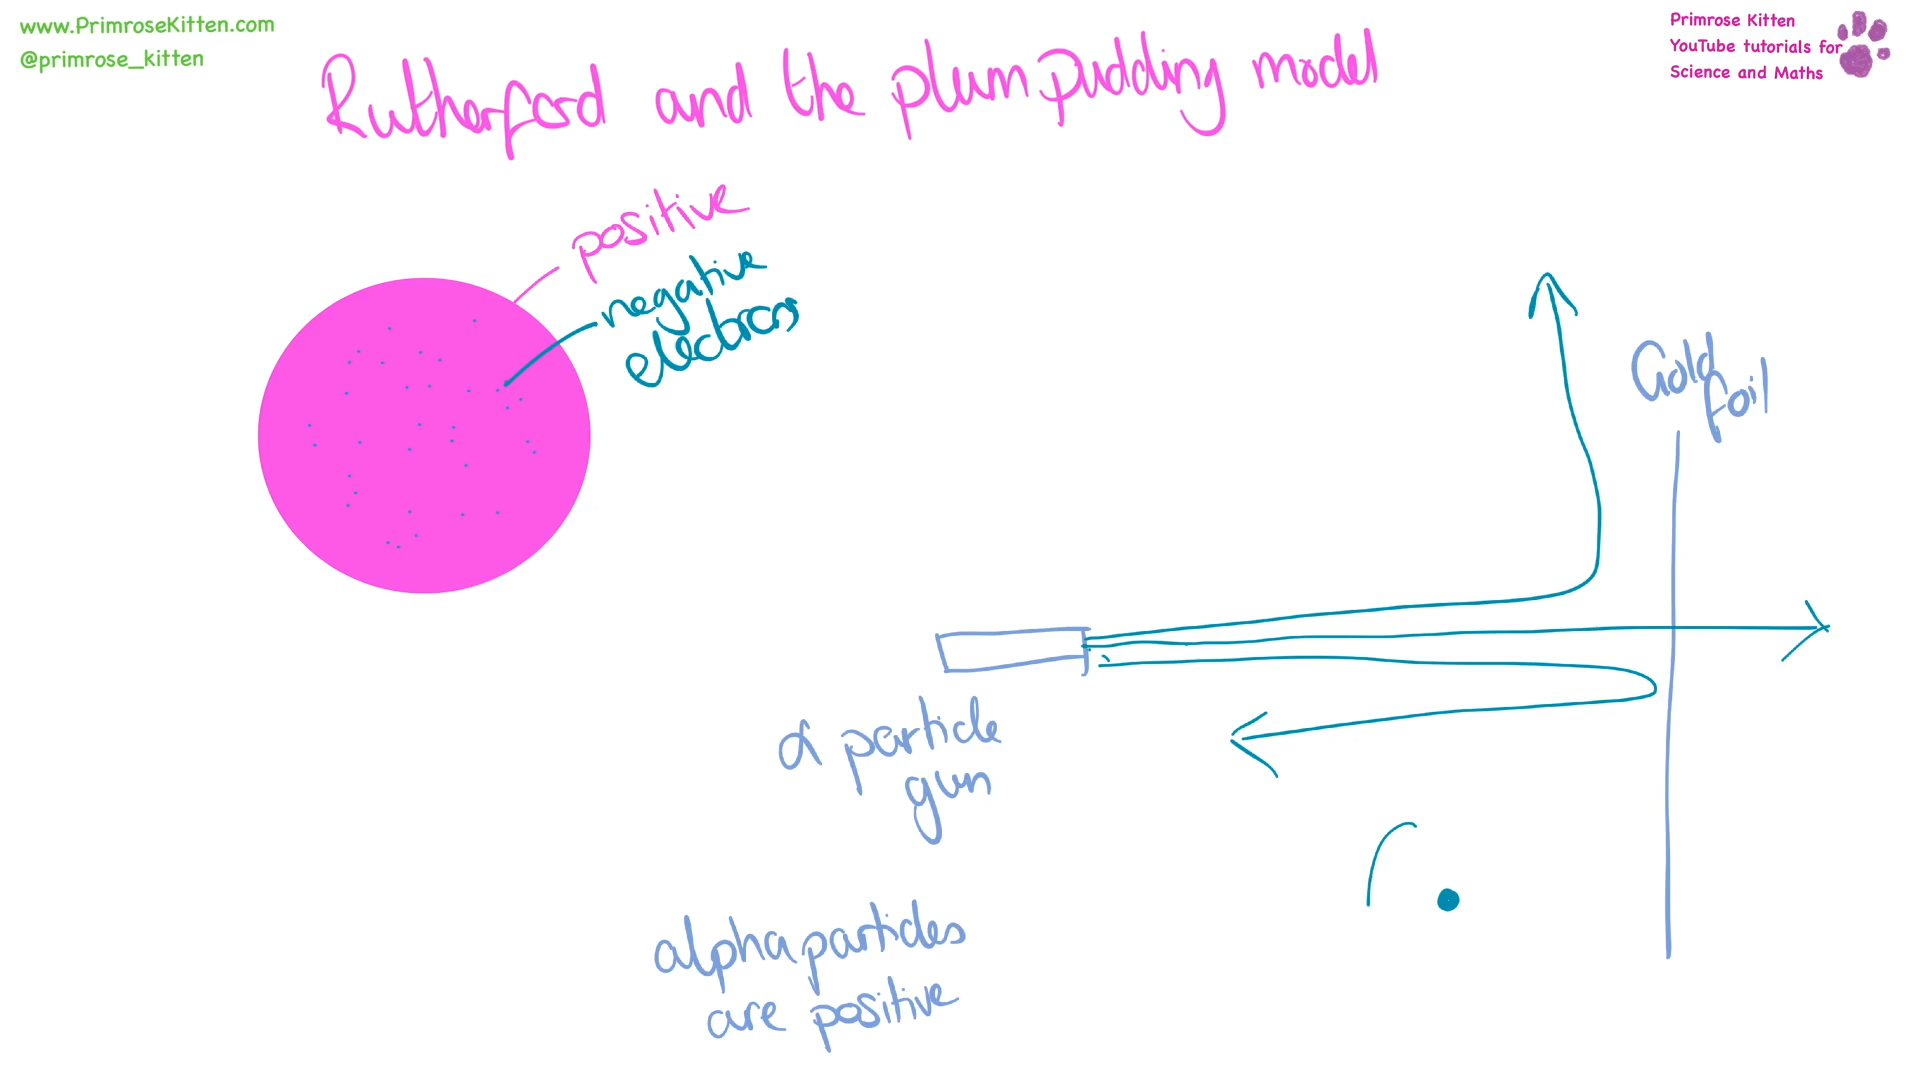 www.PrimroseKitten.com
@primrose_kitten
Primrose Kitten
YouTube tutorials for
Science and Maths
Rutherford and the plum pudding model
positive
negative
electrons
Gold
foil
α particle
gun
alpha particles
are positive